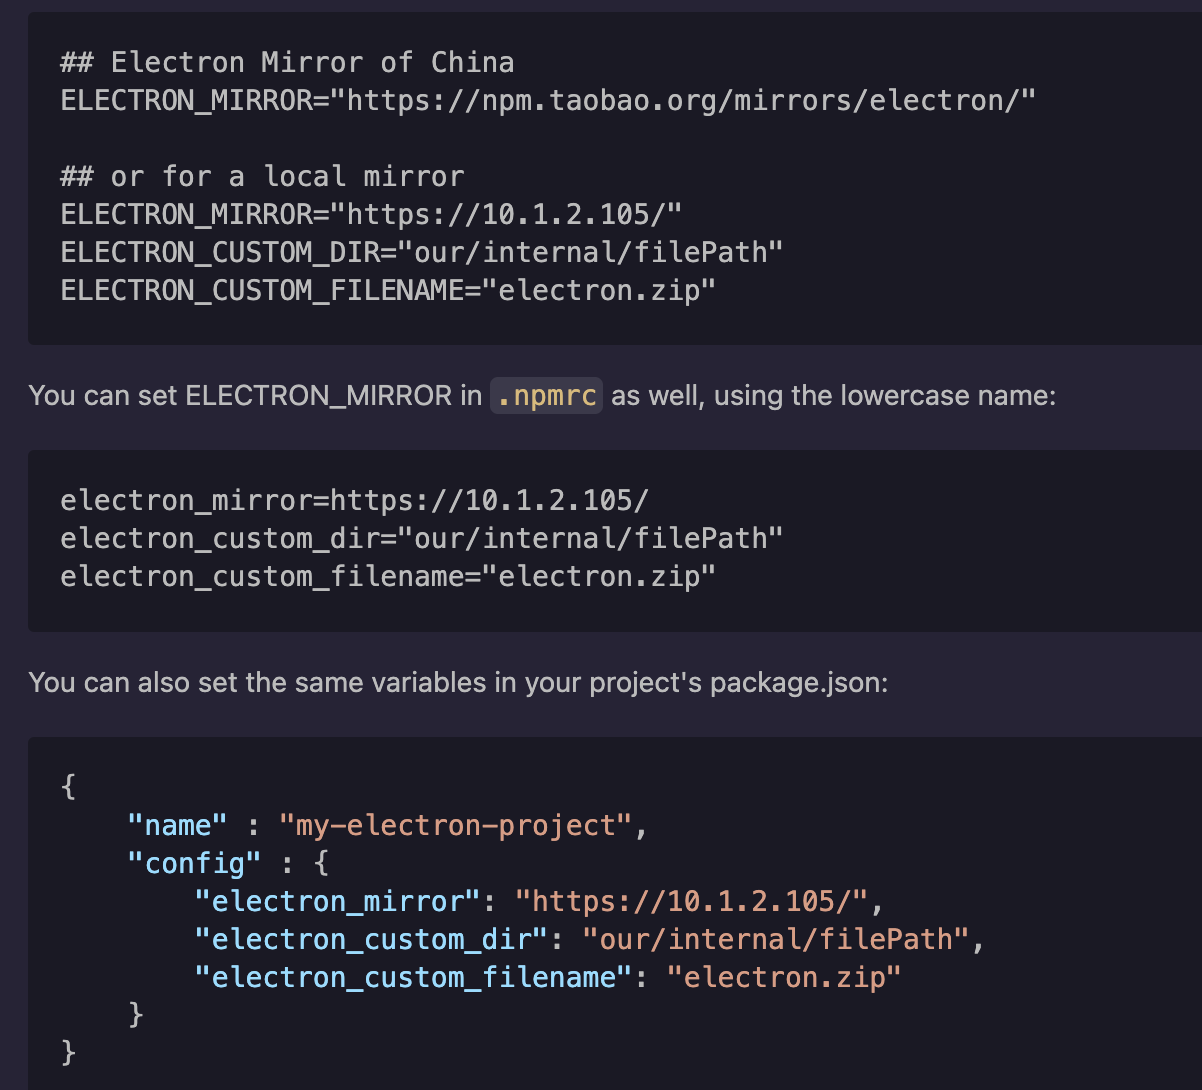 ## Electron Mirror of China
ELECTRON_MIRROR="https://npm.taobao.org/mirrors/electron/"
## or for a local mirror
ELECTRON_MIRROR="https://10.1.2.105/"
ELECTRON_CUSTOM_DIR="our/internal/filePath"
ELECTRON_CUSTOM_FILENAME="electron.zip"
You can set ELECTRON_MIRROR in .npmrc as well, using the lowercase name:
electron_mirror=https://10.1.2.105/
electron_custom_dir="our/internal/filePath"
electron_custom_filename="electron.zip"
You can also set the same variables in your project's package.json:
{
    "name" : "my-electron-project",
    "config" : {
        "electron_mirror": "https://10.1.2.105/",
        "electron_custom_dir": "our/internal/filePath",
        "electron_custom_filename": "electron.zip"
    }
}